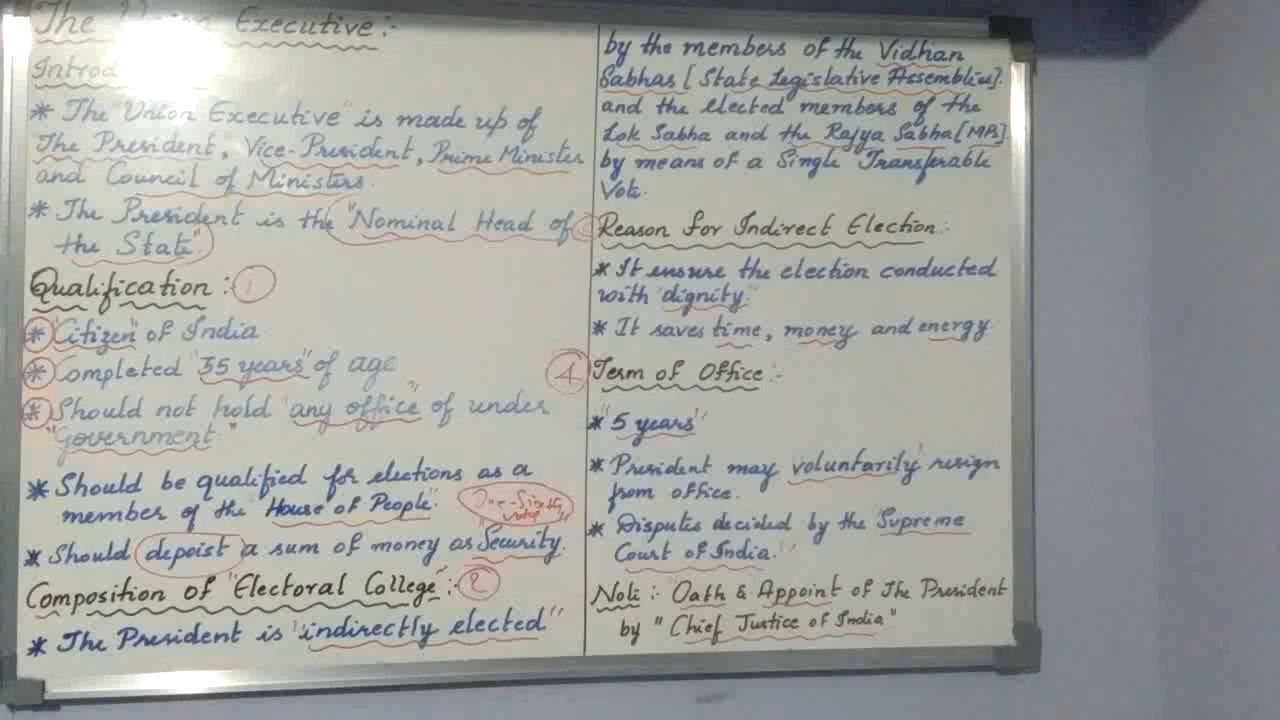 The Union Executive :-
Introd
* The "Union Executive" is made up of
The President, Vice-President, Prime Minister
and Council of Ministers.
* The President is the "Nominal Head of
the State".
Qualification :- 1
* "Citizen" of India
* Completed "35 years" of age
* Should not hold "any office" of under
"Government."
* Should be qualified for elections as a
member of the "House of People".
* Should depoist a sum of money as Security.
Composition of "Electoral College" :- 2
* The President is "indirectly elected"
by the members of the Vidhan
Sabhas [State Legislative Assemblies].
and the elected members of the
Lok Sabha and the Rajya Sabha [MPs].
by means of a Single Transferable
Vote.
Reason for Indirect Election :-
* It ensure the election conducted
with "dignity."
* It saves time, money and energy.
4 Term of Office :-
* "5 years"
* President may 'voluntarily' resign
from office.
* Disputes decided by the "Supreme
Court of India."
Note :- Oath & Appoint of The President
by "Chief Justice of India"